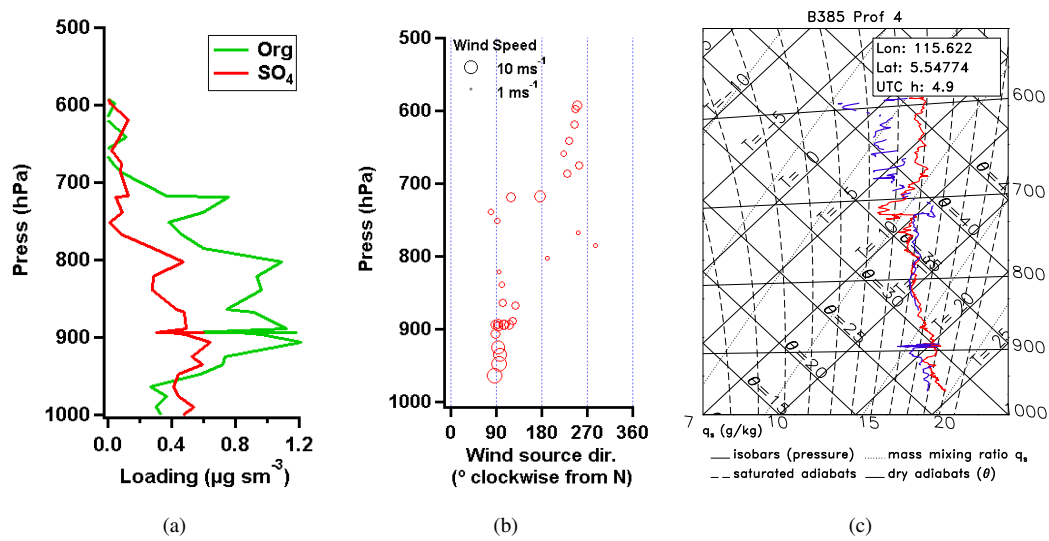 500
600
700
800
900
1000
Press (hPa)
Org
SO4
0.0
0.4
0.8
1.2
Loading (µg sm-3)
(a)
500
600
700
800
900
1000
Press (hPa)
Wind Speed
10 ms-1
1 ms-1
0
90
180
270
360
Wind source dir.
(º clockwise from N)
(b)
B385 Prof 4
Lon: 115.622
Lat: 5.54774
UTC h: 4.9
600
700
800
900
1000
T=-10
T=-5
T= 0
T= 5
T= 10
T= 20
T= 25
θ=40
θ=35
θ=30
θ=25
θ=20
θ=15
7
10
15
20
qs (g/kg)
isobars (pressure)
mass mixing ratio qs
saturated adiabats
dry adiabats (θ)
(c)